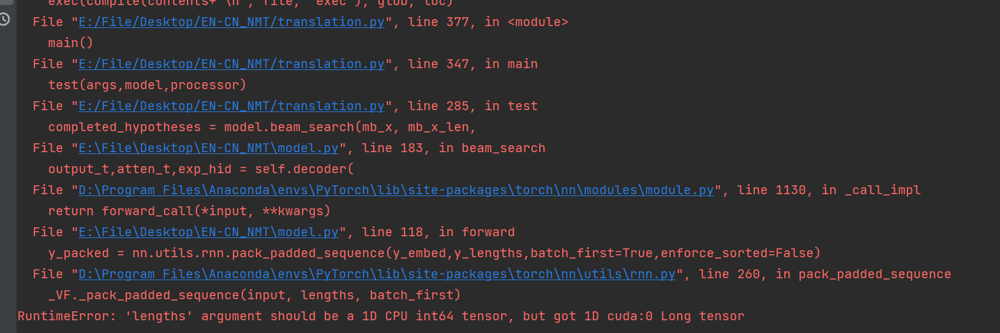 exec(compile(contents+"\n", file, 'exec'), glob, loc)
File "E:/File/Desktop/EN-CN_NMT/translation.py", line 377, in <module>
main()
File "E:/File/Desktop/EN-CN_NMT/translation.py", line 347, in main
test(args,model,processor)
File "E:/File/Desktop/EN-CN_NMT/translation.py", line 285, in test
completed_hypotheses = model.beam_search(mb_x, mb_x_len,
File "E:\File\Desktop\EN-CN_NMT\model.py", line 183, in beam_search
output_t,atten_t,exp_hid = self.decoder(
File "D:\Program Files\Anaconda\envs\PyTorch\lib\site-packages\torch\nn\modules\module.py", line 1130, in _call_impl
return forward_call(*input, **kwargs)
File "E:\File\Desktop\EN-CN_NMT\model.py", line 118, in forward
y_packed = nn.utils.rnn.pack_padded_sequence(y_embed,y_lengths,batch_first=True,enforce_sorted=False)
File "D:\Program Files\Anaconda\envs\PyTorch\lib\site-packages\torch\nn\utils\rnn.py", line 260, in pack_padded_sequence
_VF._pack_padded_sequence(input, lengths, batch_first)
RuntimeError: 'lengths' argument should be a 1D CPU int64 tensor, but got 1D cuda:0 Long tensor